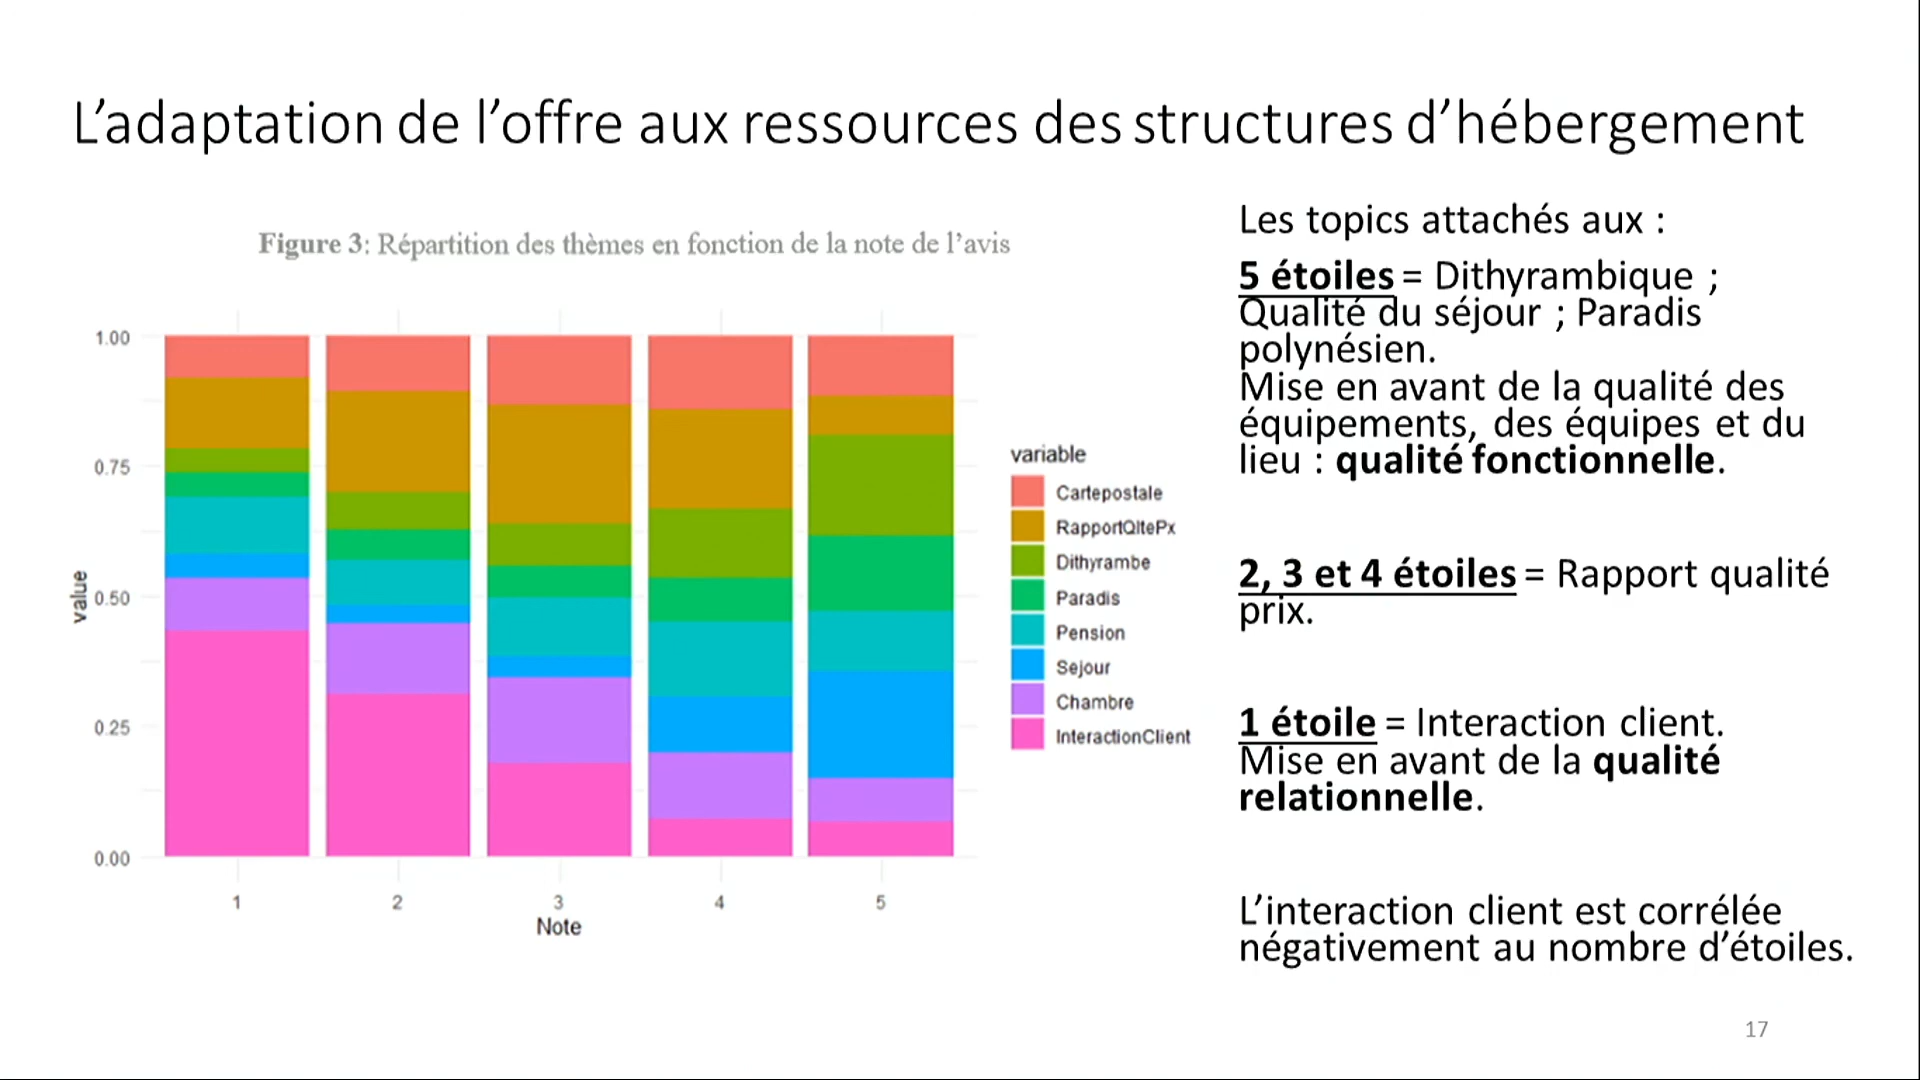 L’adaptation de l’offre aux ressources des structures d’hébergement
Figure 3: Répartition des thèmes en fonction de la note de l’avis
1.00
0.75
0.50
0.25
0.00
value
1
2
3
4
5
Note
variable
Cartepostale
RapportQltePx
Dithyrambe
Paradis
Pension
Sejour
Chambre
InteractionClient
Les topics attachés aux :
5 étoiles = Dithyrambique ;
Qualité du séjour ; Paradis
polynésien.
Mise en avant de la qualité des
équipements, des équipes et du
lieu : qualité fonctionnelle.
2, 3 et 4 étoiles = Rapport qualité
prix.
1 étoile = Interaction client.
Mise en avant de la qualité
relationnelle.
L’interaction client est corrélée
négativement au nombre d’étoiles.
17